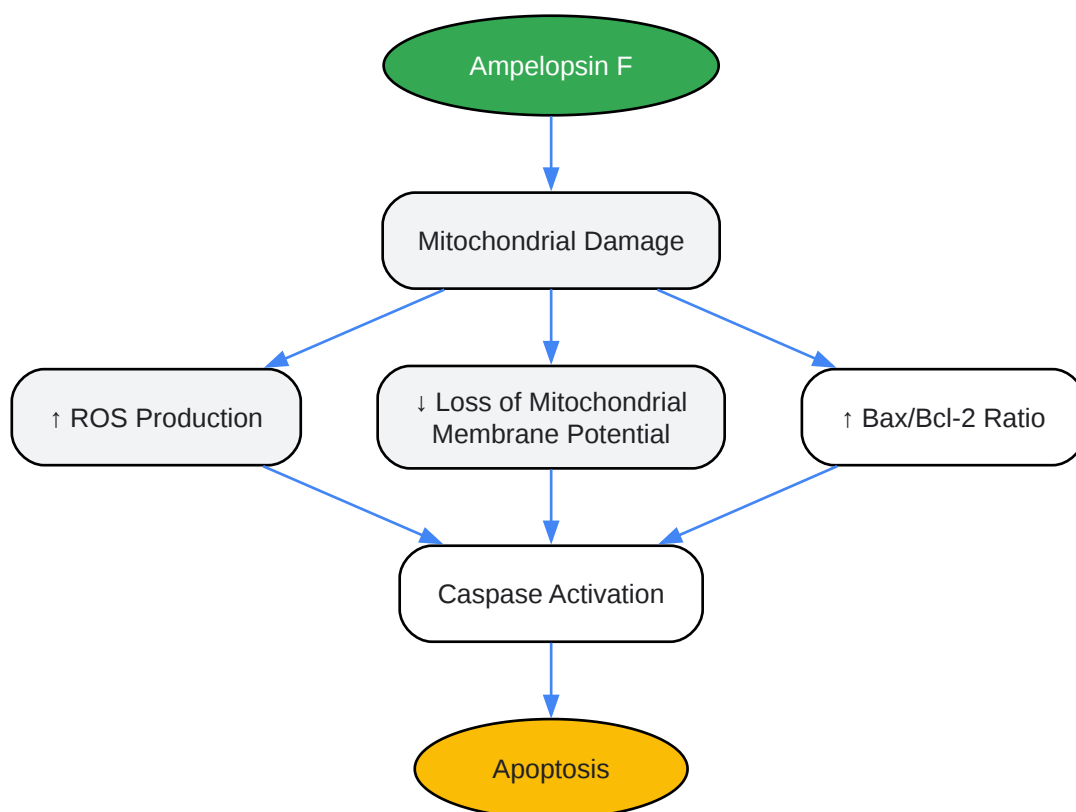 Ampelopsin F
Mitochondrial Damage
↑ ROS Production
↓ Loss of Mitochondrial
Membrane Potential
↑ Bax/Bcl-2 Ratio
Caspase Activation
Apoptosis